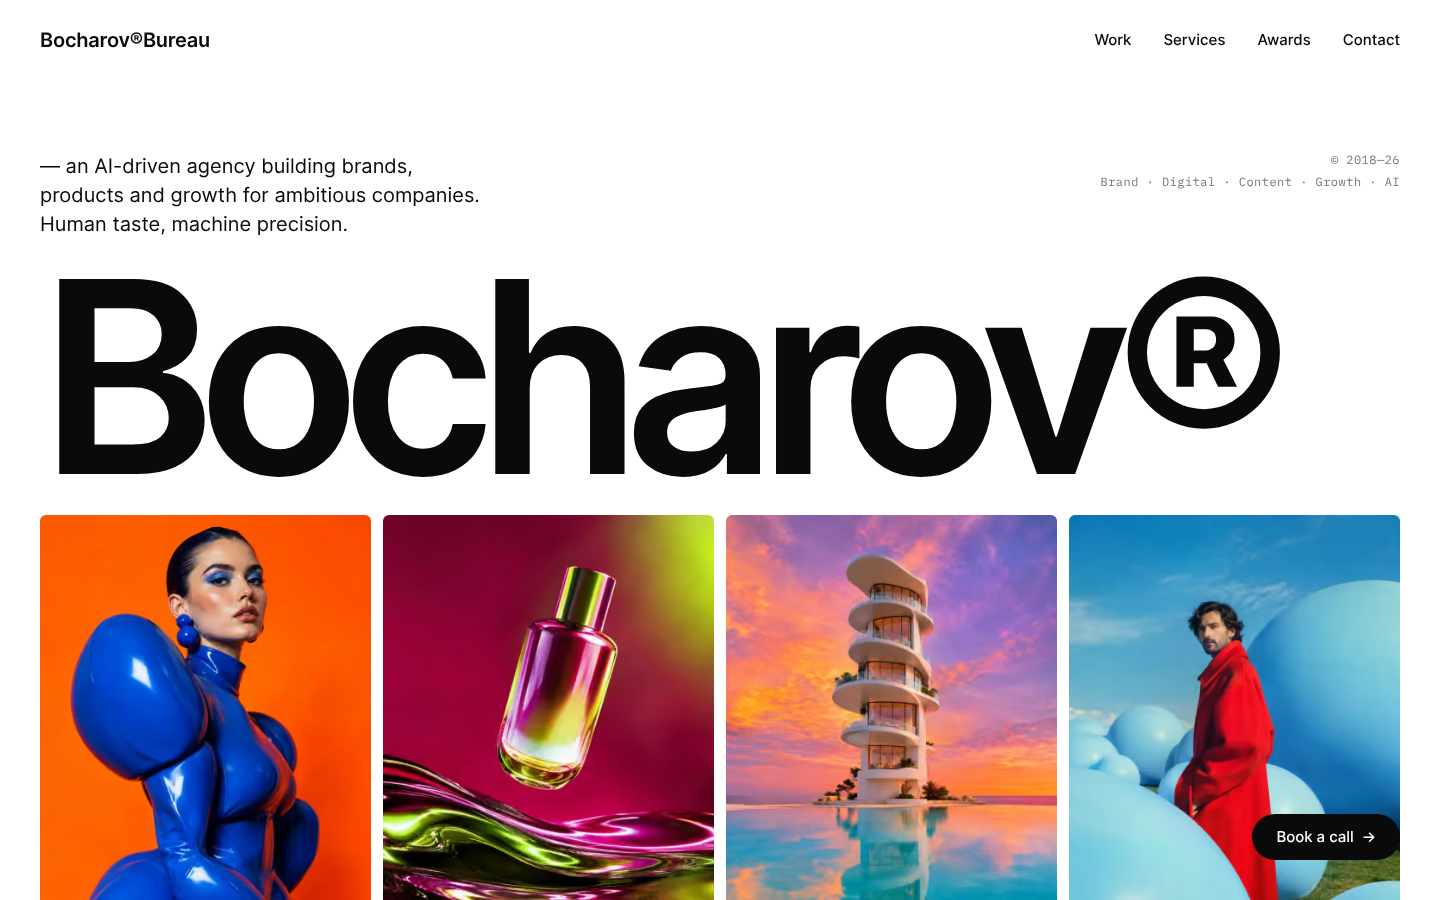 Bocharov®Bureau
Work Services Awards Contact
— an AI-driven agency building brands,
products and growth for ambitious companies.
Human taste, machine precision.
© 2018—26
Brand · Digital · Content · Growth · AI
Bocharov®
Book a call →